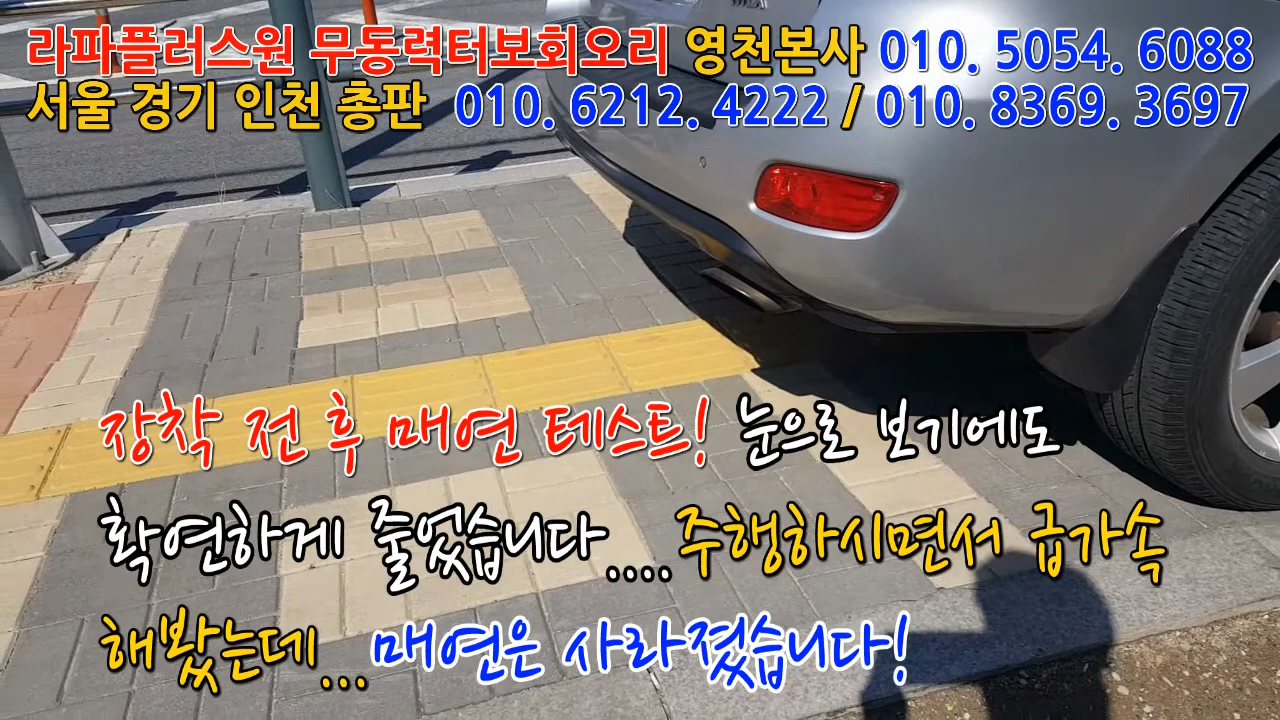 라파플러스원 무동력터보회오리 영천본사 010. 5054. 6088
서울 경기 인천 총판 010. 6212. 4222 / 010. 8369. 3697
장착 전 후 매연 테스트! 눈으로 보기에도
확연하게 줄었습니다....주행하시면서 급가속
해봤는데... 매연은 사라졌습니다!